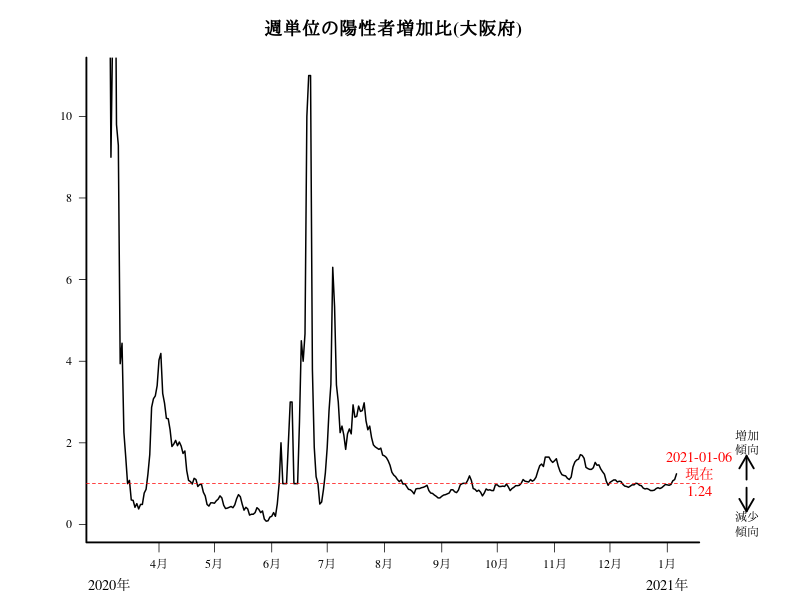 週単位の陽性者増加比(大阪府)
10
8
6
4
2
0
増加
傾向
2021-01-06
現在
1.24
減少
傾向
4月 5月 6月 7月 8月 9月 10月 11月 12月 1月
2020年 2021年